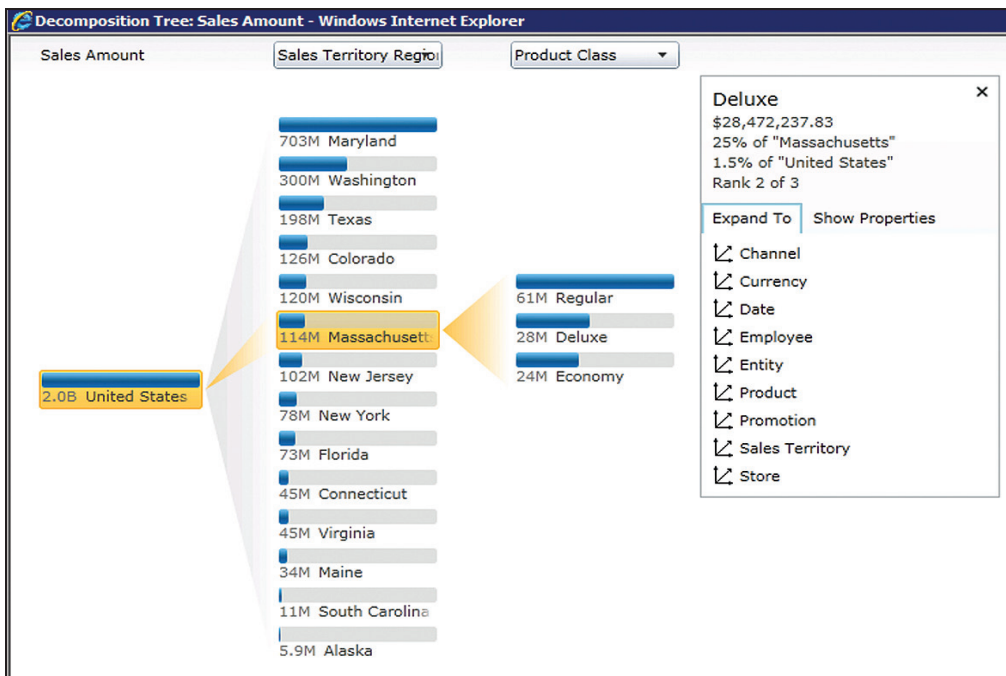 Decomposition Tree: Sales Amount - Windows Internet Explorer
Sales Amount
Sales Territory Region
Product Class
703M Maryland
300M Washington
198M Texas
126M Colorado
120M Wisconsin
114M Massachusetts
102M New Jersey
78M New York
73M Florida
45M Connecticut
45M Virginia
34M Maine
11M South Carolina
5.9M Alaska
2.0B United States
61M Regular
28M Deluxe
24M Economy
Deluxe
$28,472,237.83
25% of "Massachusetts"
1.5% of "United States"
Rank 2 of 3
Expand To
Show Properties
Channel
Currency
Date
Employee
Entity
Product
Promotion
Sales Territory
Store